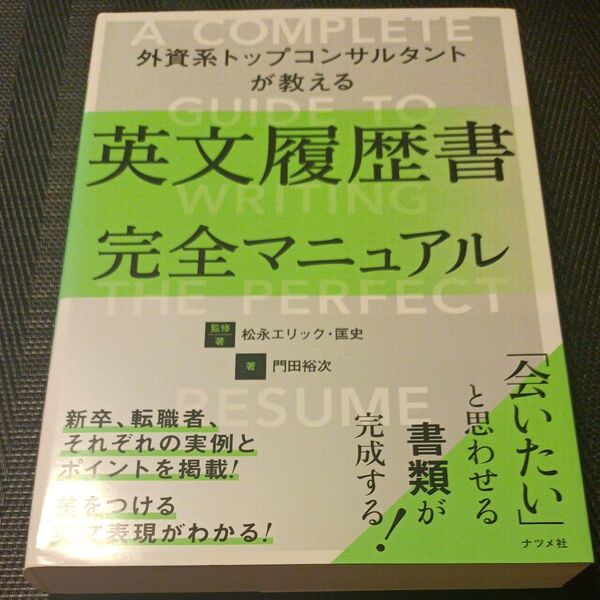 A COMPLETE
外資系トップコンサルタント
が教える
GUIDE TO
英文履歴書
WRITING
完全マニュアル
THE PERFECT
監修
著
松永エリック・匡史
著
門田裕次
RESUME
「会いたい」
と思わせる
書類が
完成する!
新卒、転職者、
それぞれの実例と
ポイントを掲載!
差をつける
英文表現がわかる!
ナツメ社